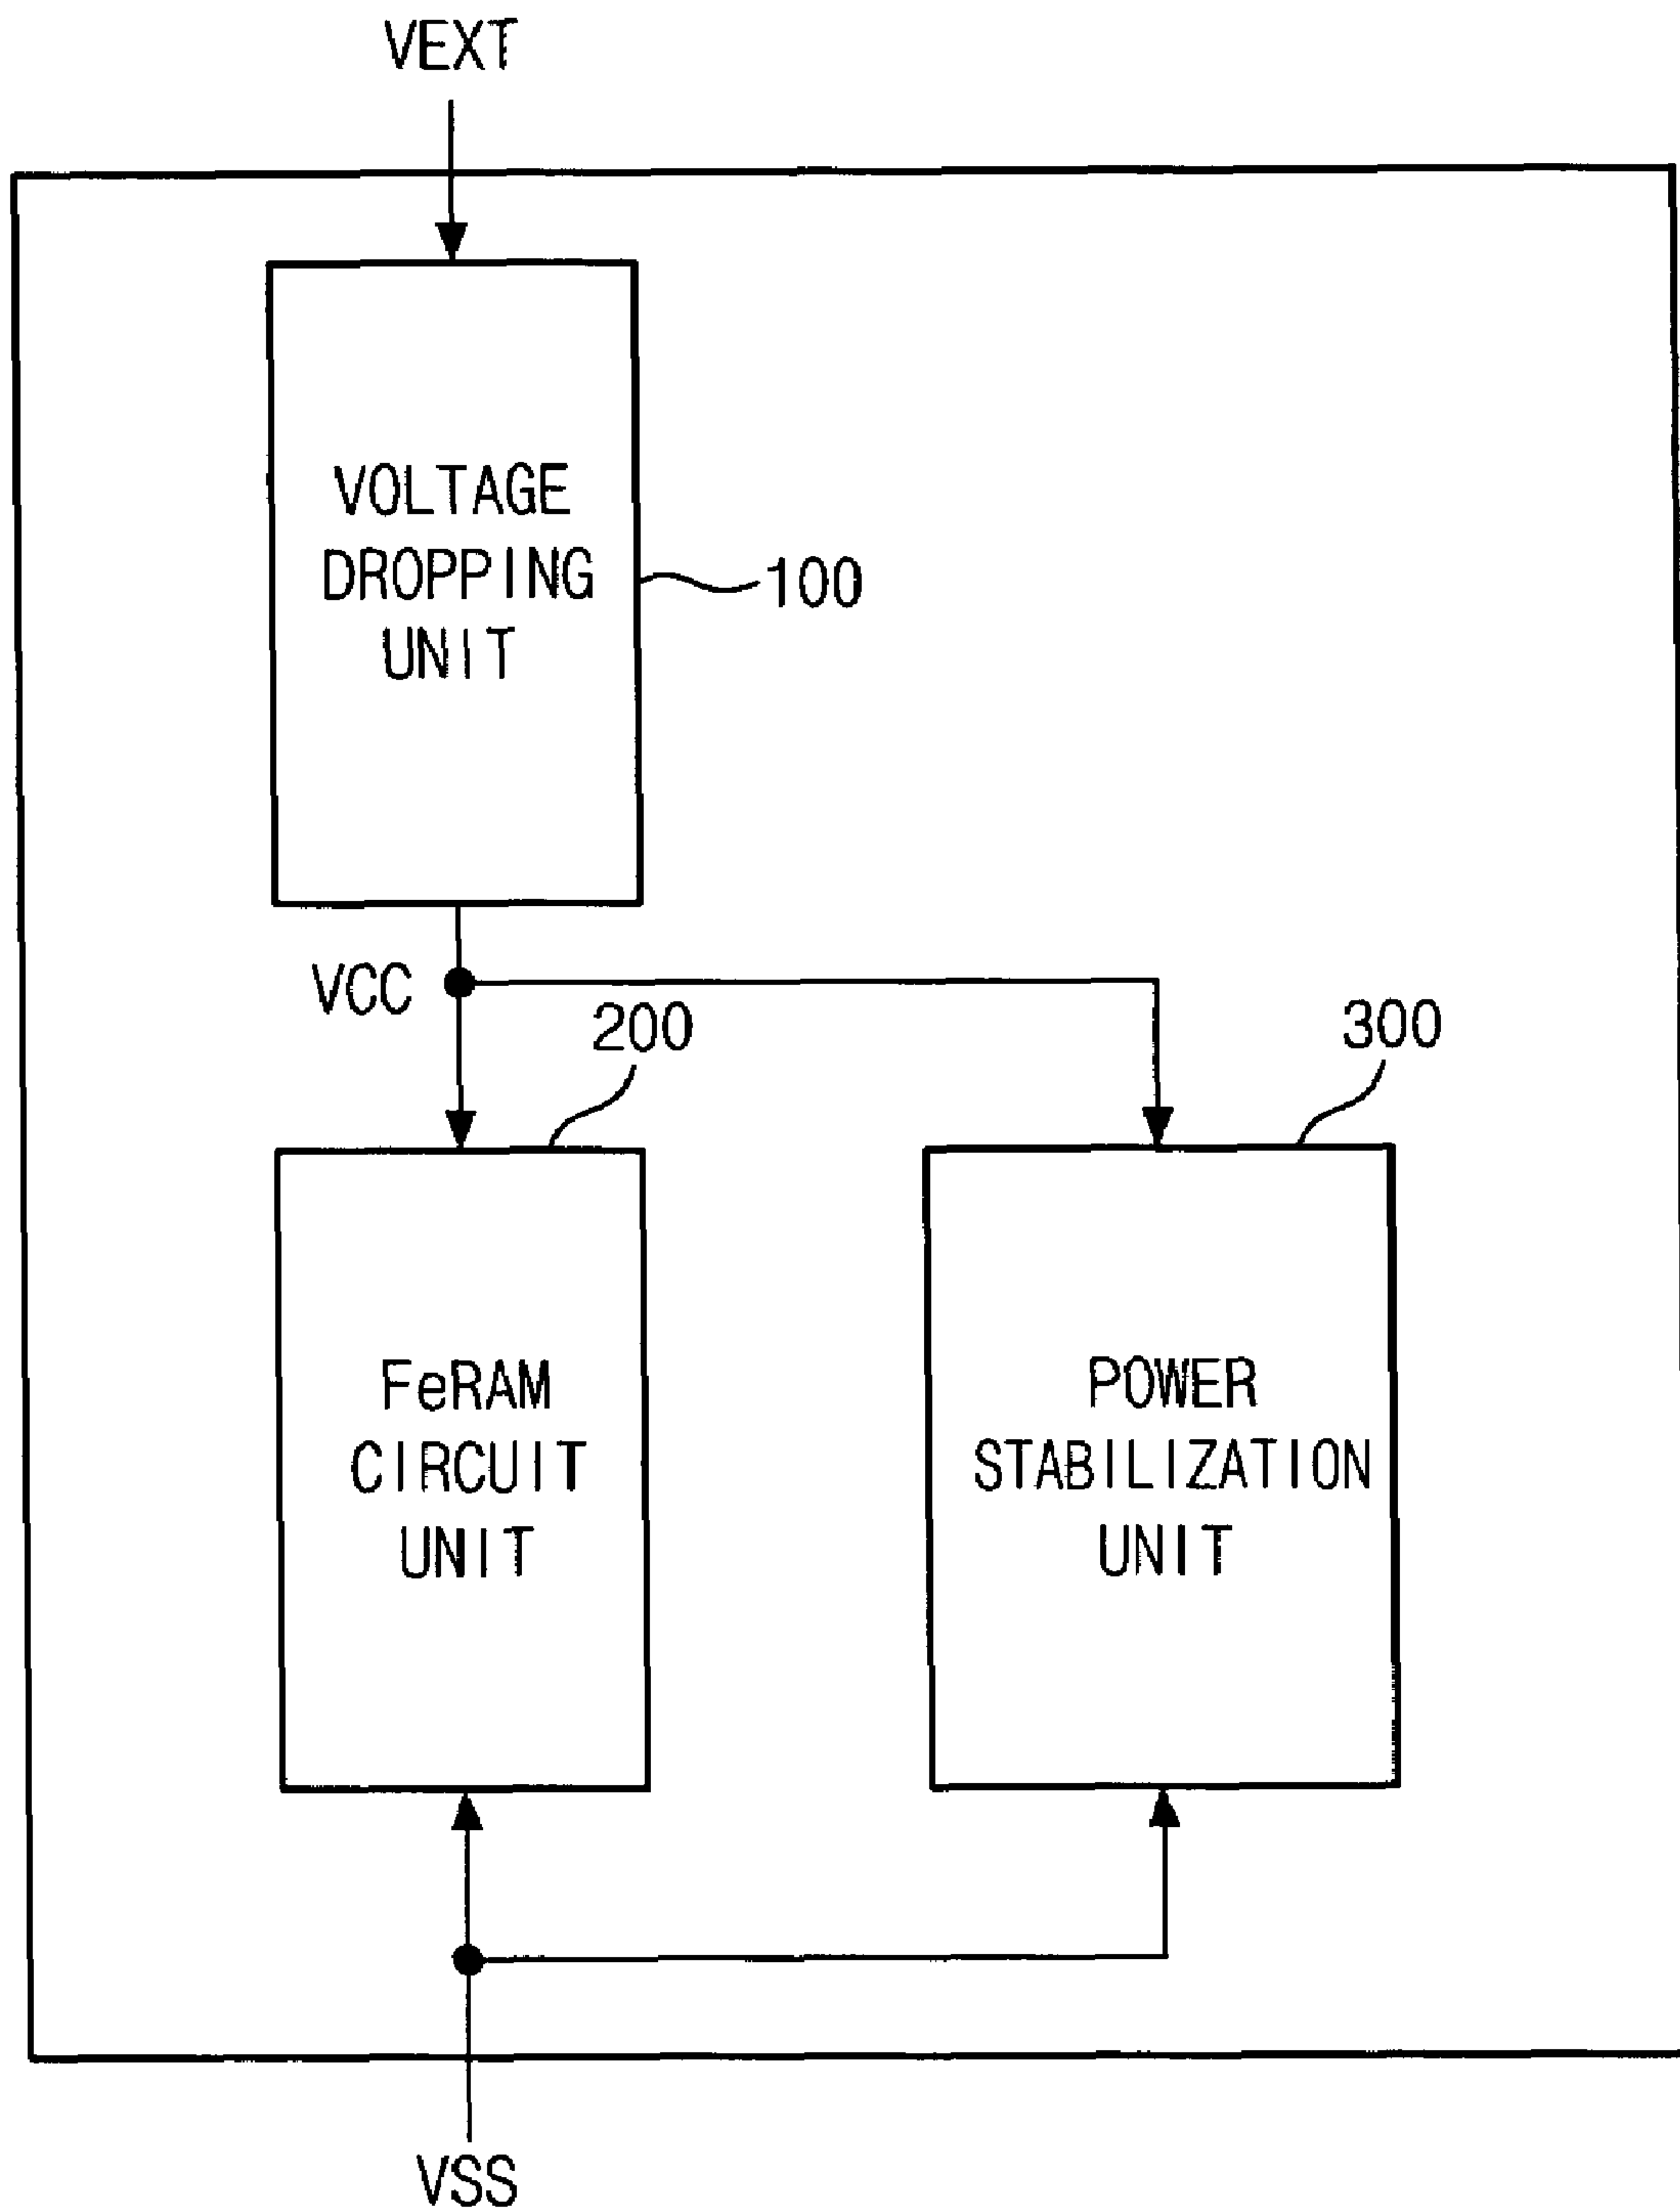 VEXT
VOLTAGE
DROPPING
UNIT
100
VCC
200
300
FeRAM
CIRCUIT
UNIT
POWER
STABILIZATION
UNIT
VSS